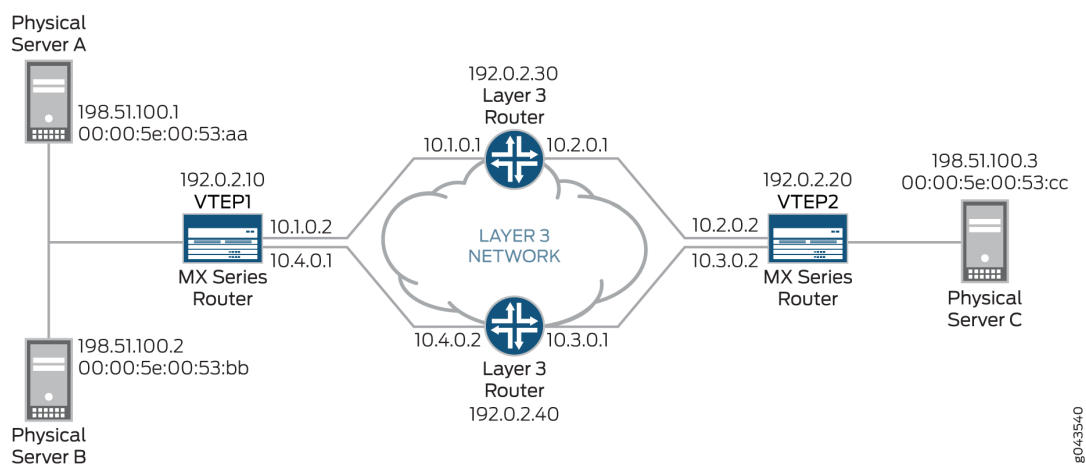 Physical
Server A
198.51.100.1
00:00:5e:00:53:aa
192.0.2.10
VTEP1
10.1.0.2
10.4.0.1
MX Series
Router
198.51.100.2
00:00:5e:00:53:bb
Physical
Server B
192.0.2.30
Layer 3
Router
10.1.0.1
10.2.0.1
LAYER 3
NETWORK
10.4.0.2
10.3.0.1
Layer 3
Router
192.0.2.40
192.0.2.20
VTEP2
10.2.0.2
10.3.0.2
MX Series
Router
198.51.100.3
00:00:5e:00:53:cc
Physical
Server C
g043540